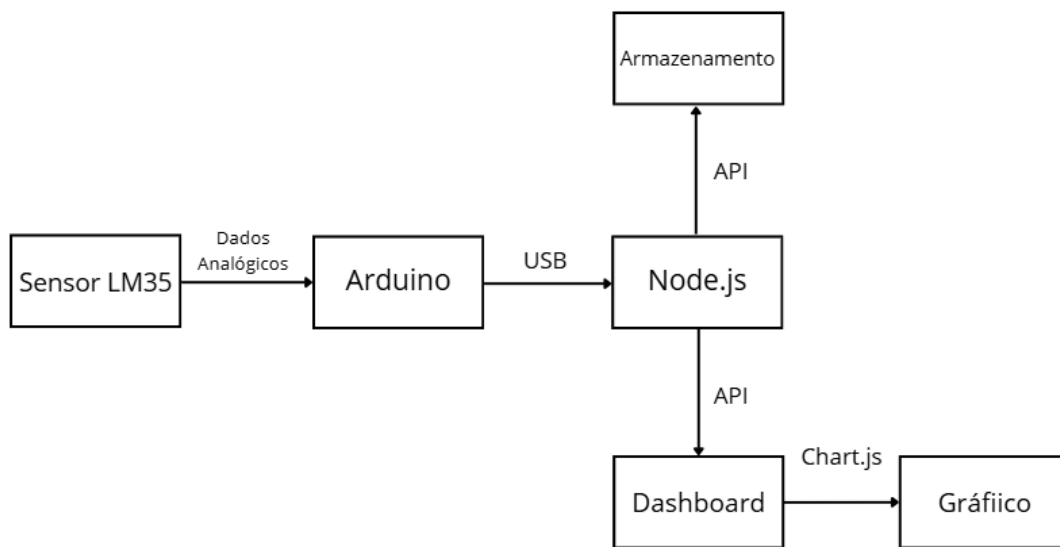 Armazenamento
API
Dados
Analógicos
Sensor LM35
Arduino
USB
Node.js
API
Chart.js
Dashboard
Gráfiico